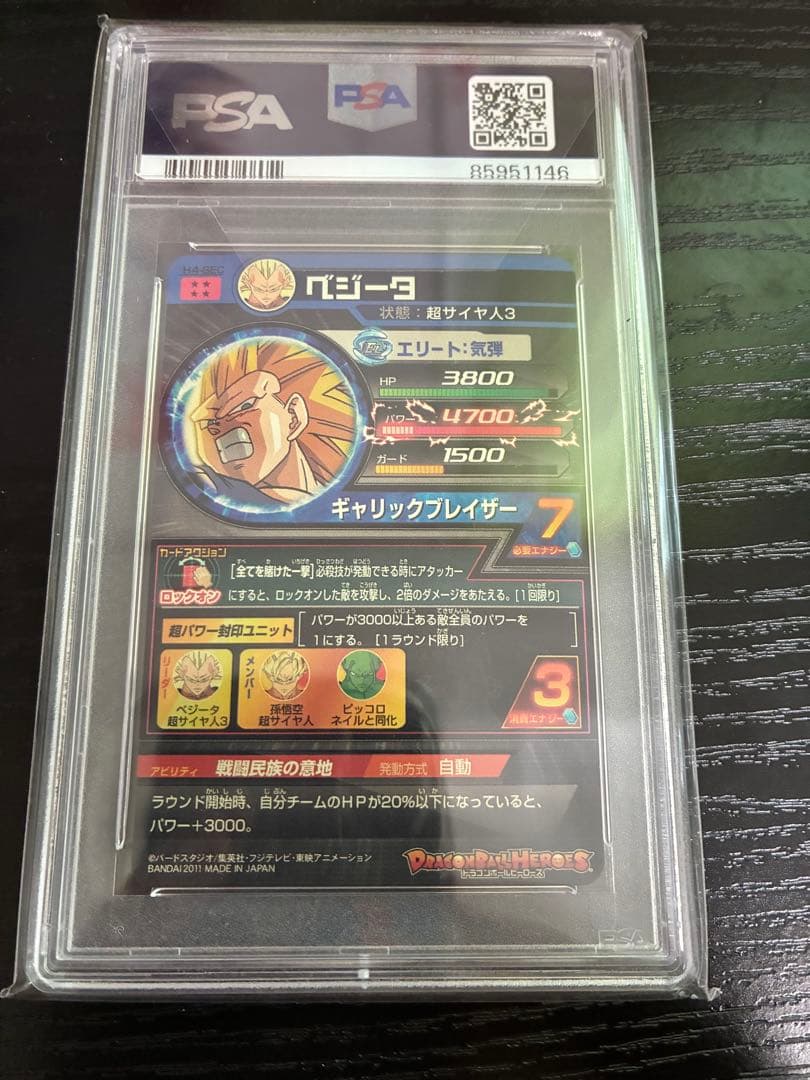 PSA
PSA
85951146
H4-SEC
ベジータ
状態：超サイヤ人3
エリート：気弾
HP 3800
パワー 4700
ガード 1500
ギャリックブレイザー 7
必要エナジー
カードアクション
ロックオン
[全てを賭けた一撃]必殺技が発動できる時にアタッカー
にすると、ロックオンした敵を攻撃し、2倍のダメージをあたえる。[1回限り]
超パワー封印ユニット
パワーが3000以上ある敵全員のパワーを
1にする。[1ラウンド限り]
リーダー
ベジータ
超サイヤ人3
メンバー
孫悟空
超サイヤ人
ピッコロ
ネイルと同化
3
消費エナジー
アビリティ 戦闘民族の意地 発動方式 自動
ラウンド開始時、自分チームのHPが20%以下になっていると、
パワー+3000。
©バードスタジオ/集英社・フジテレビ・東映アニメーション
BANDAI 2011 MADE IN JAPAN
DRAGONBALL HEROES
ドラゴンボールヒーローズ
PSA